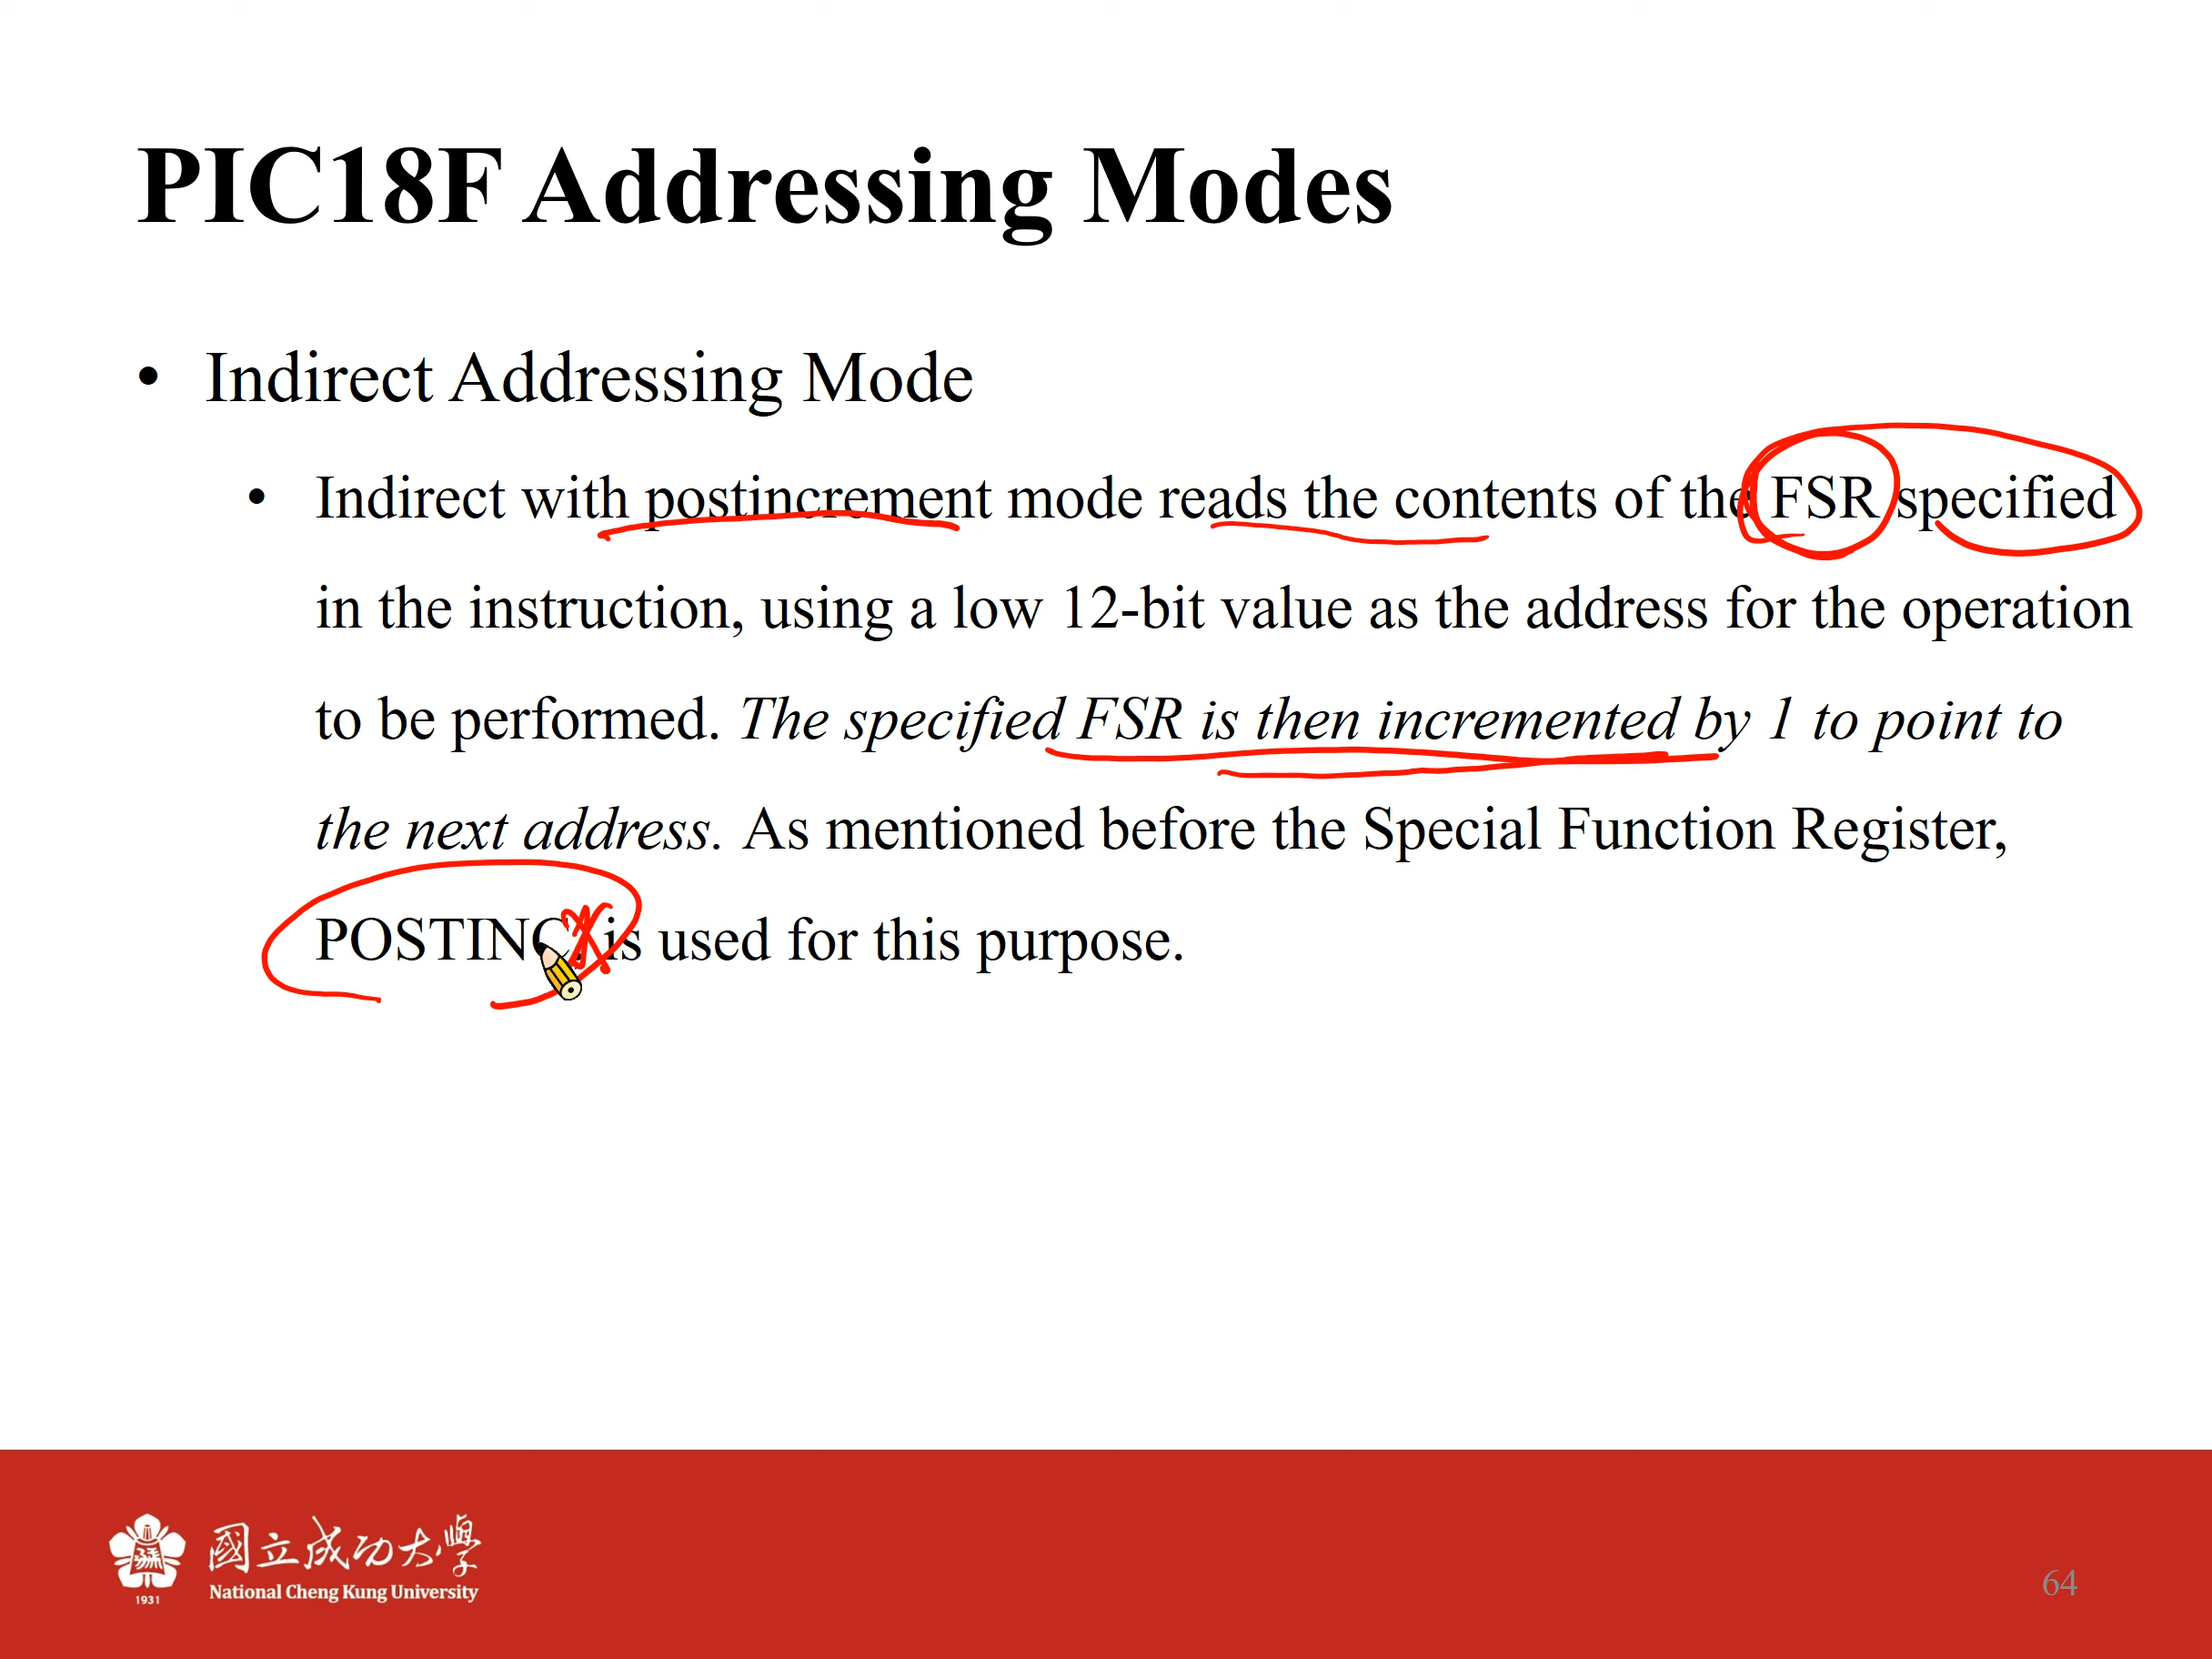 PIC18F Addressing Modes
• Indirect Addressing Mode
• Indirect with postincrement mode reads the contents of the FSR specified
in the instruction, using a low 12-bit value as the address for the operation
to be performed. The specified FSR is then incremented by 1 to point to
the next address. As mentioned before the Special Function Register,
POSTINCX is used for this purpose.
國立成功大學
National Cheng Kung University
1931
64